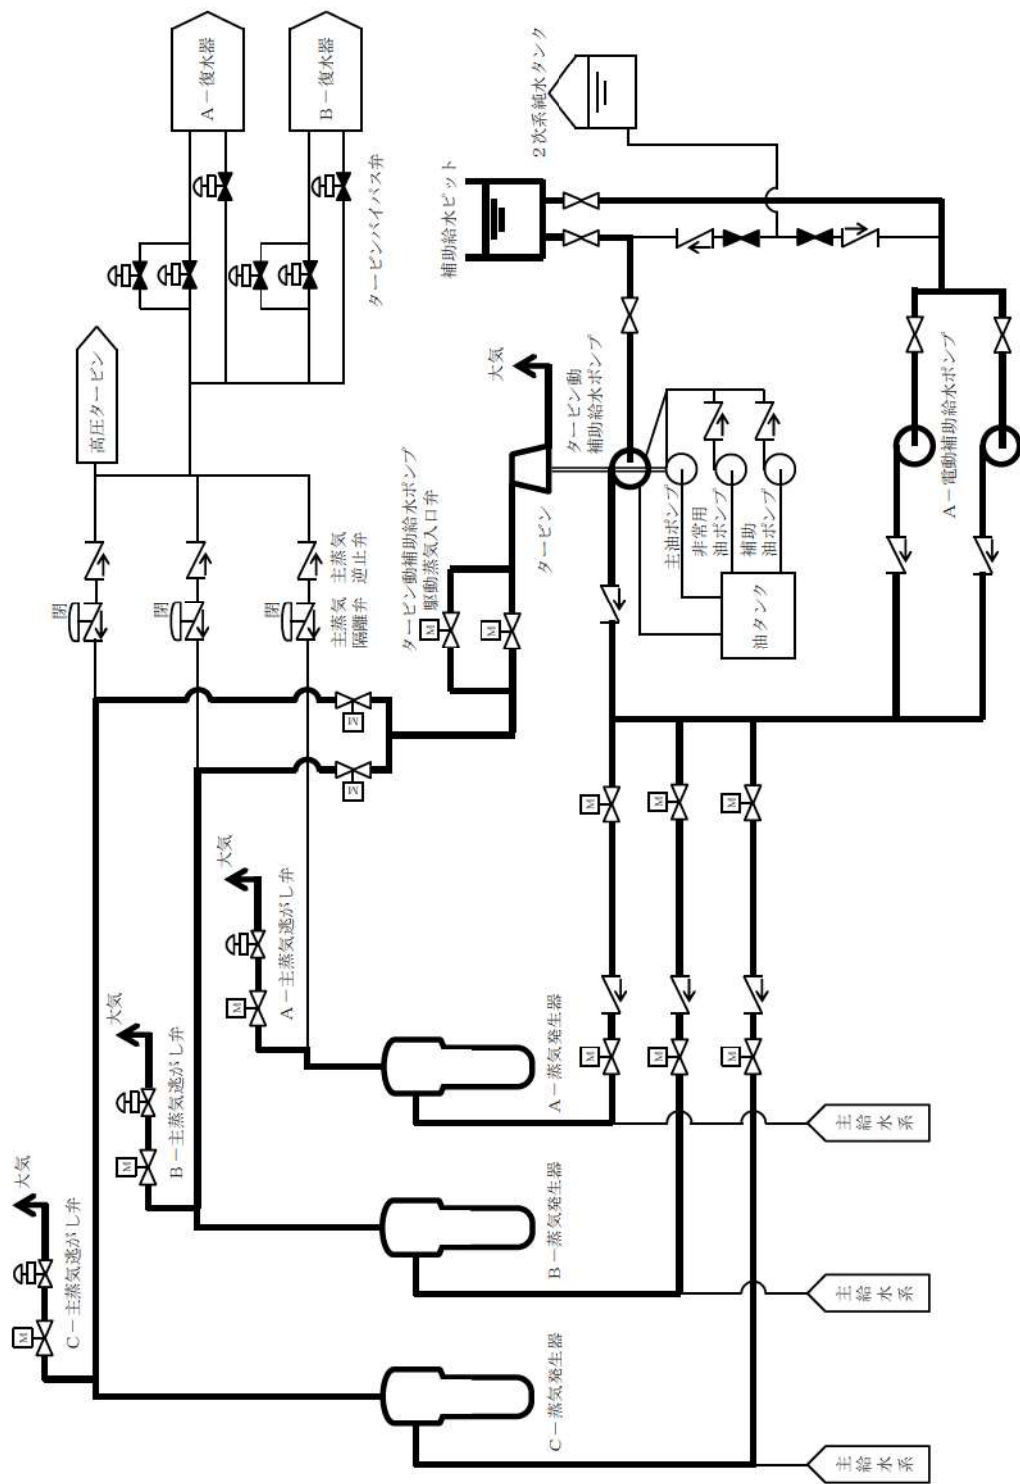 A－復水器
B－復水器
タービンバイパス弁
高圧タービン
2次系純水タンク
補助給水ピット
大気
タービン動
補助給水ポンプ
タービン
タービン動補助給水ポンプ
駆動蒸気入口弁
主油ポンプ
非常用
油ポンプ
補助
油ポンプ
油タンク
A－電動補助給水ポンプ
閉
閉
閉
主蒸気
隔離弁
主蒸気
逆止弁
M
M
M
M
大気
M
A－主蒸気逃がし弁
大気
M
B－主蒸気逃がし弁
大気
M
C－主蒸気逃がし弁
M
M
M
M
M
M
A－蒸気発生器
B－蒸気発生器
C－蒸気発生器
主給水系
主給水系
主給水系